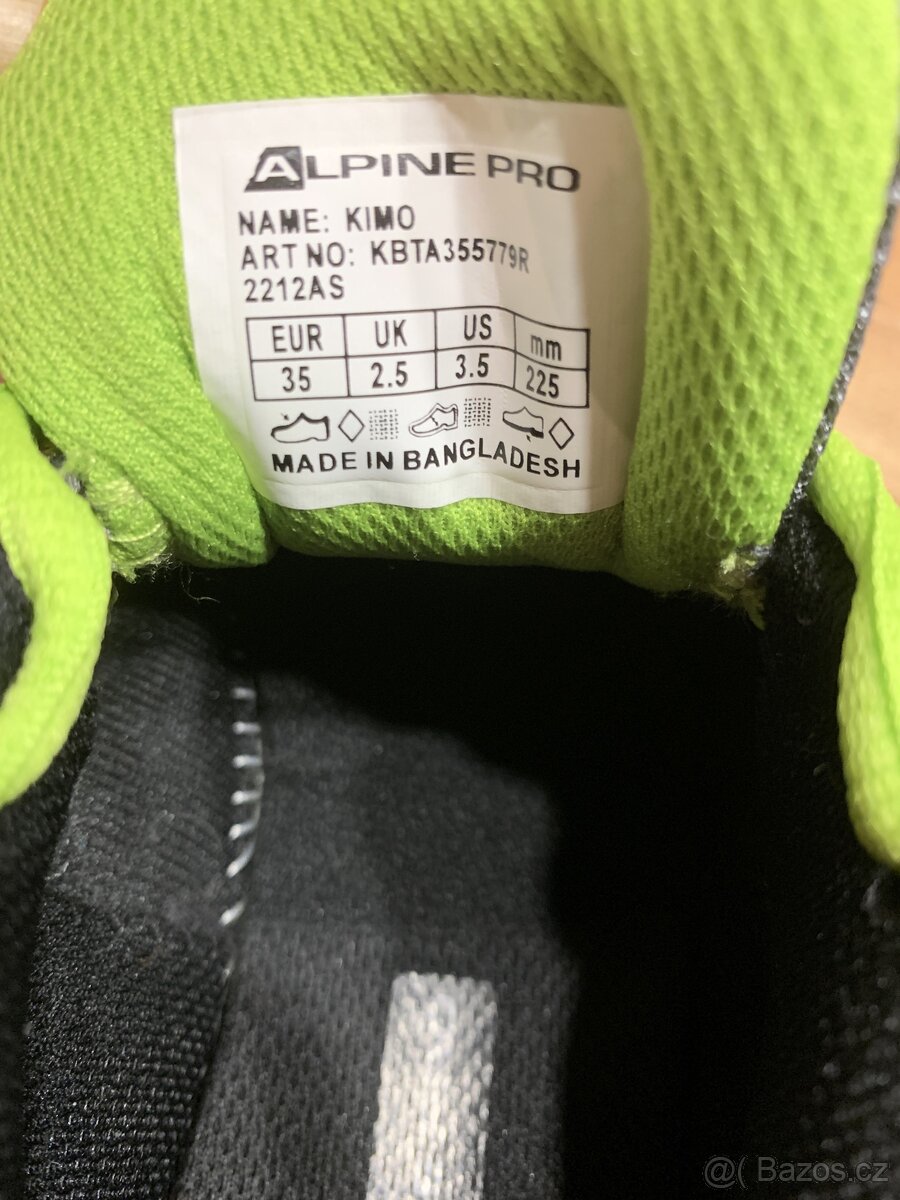 ALPINE PRO
NAME: KIMO
ART NO: KBTA355779R
2212AS
EUR UK US mm
35 2.5 3.5 225
MADE IN BANGLADESH
@( Bazos.cz